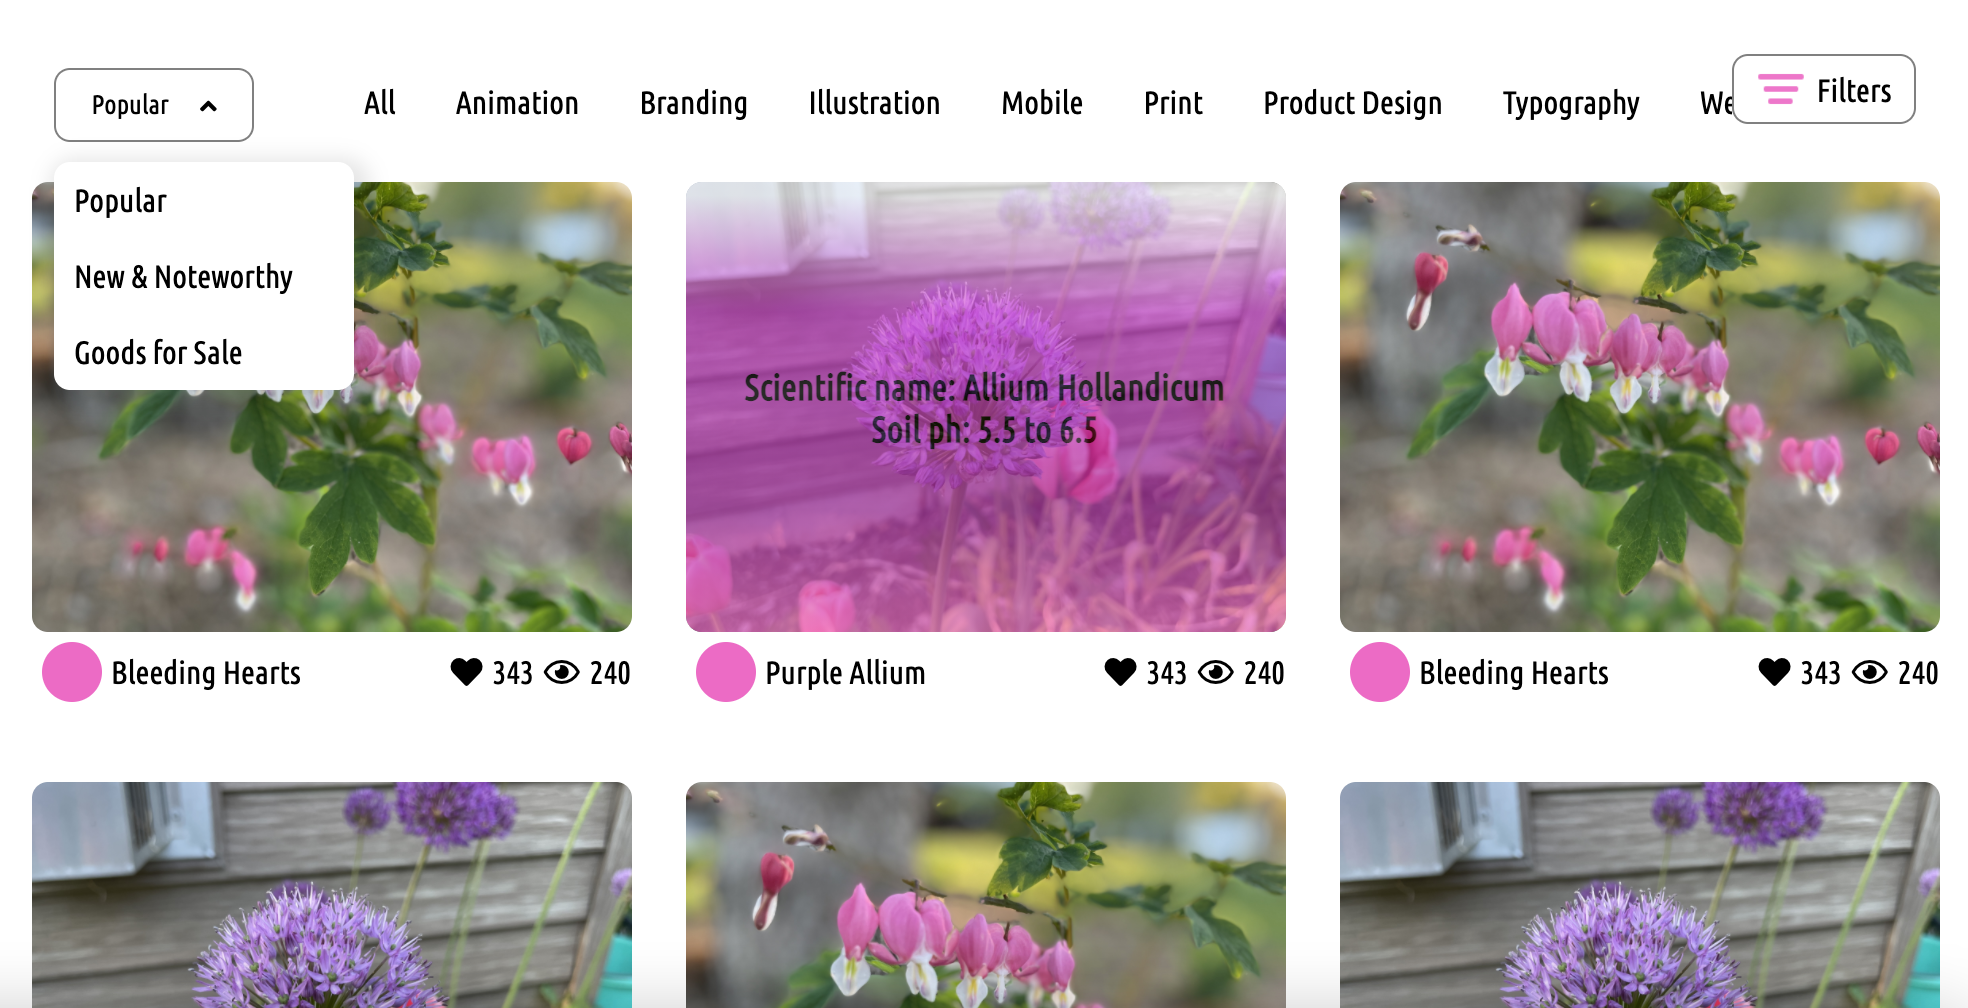 Popular
All
Animation
Branding
Illustration
Mobile
Print
Product Design
Typography
We
Filters
Popular
New & Noteworthy
Goods for Sale
Scientific name: Allium Hollandicum
Soil ph: 5.5 to 6.5
Bleeding Hearts
343
240
Purple Allium
343
240
Bleeding Hearts
343
240